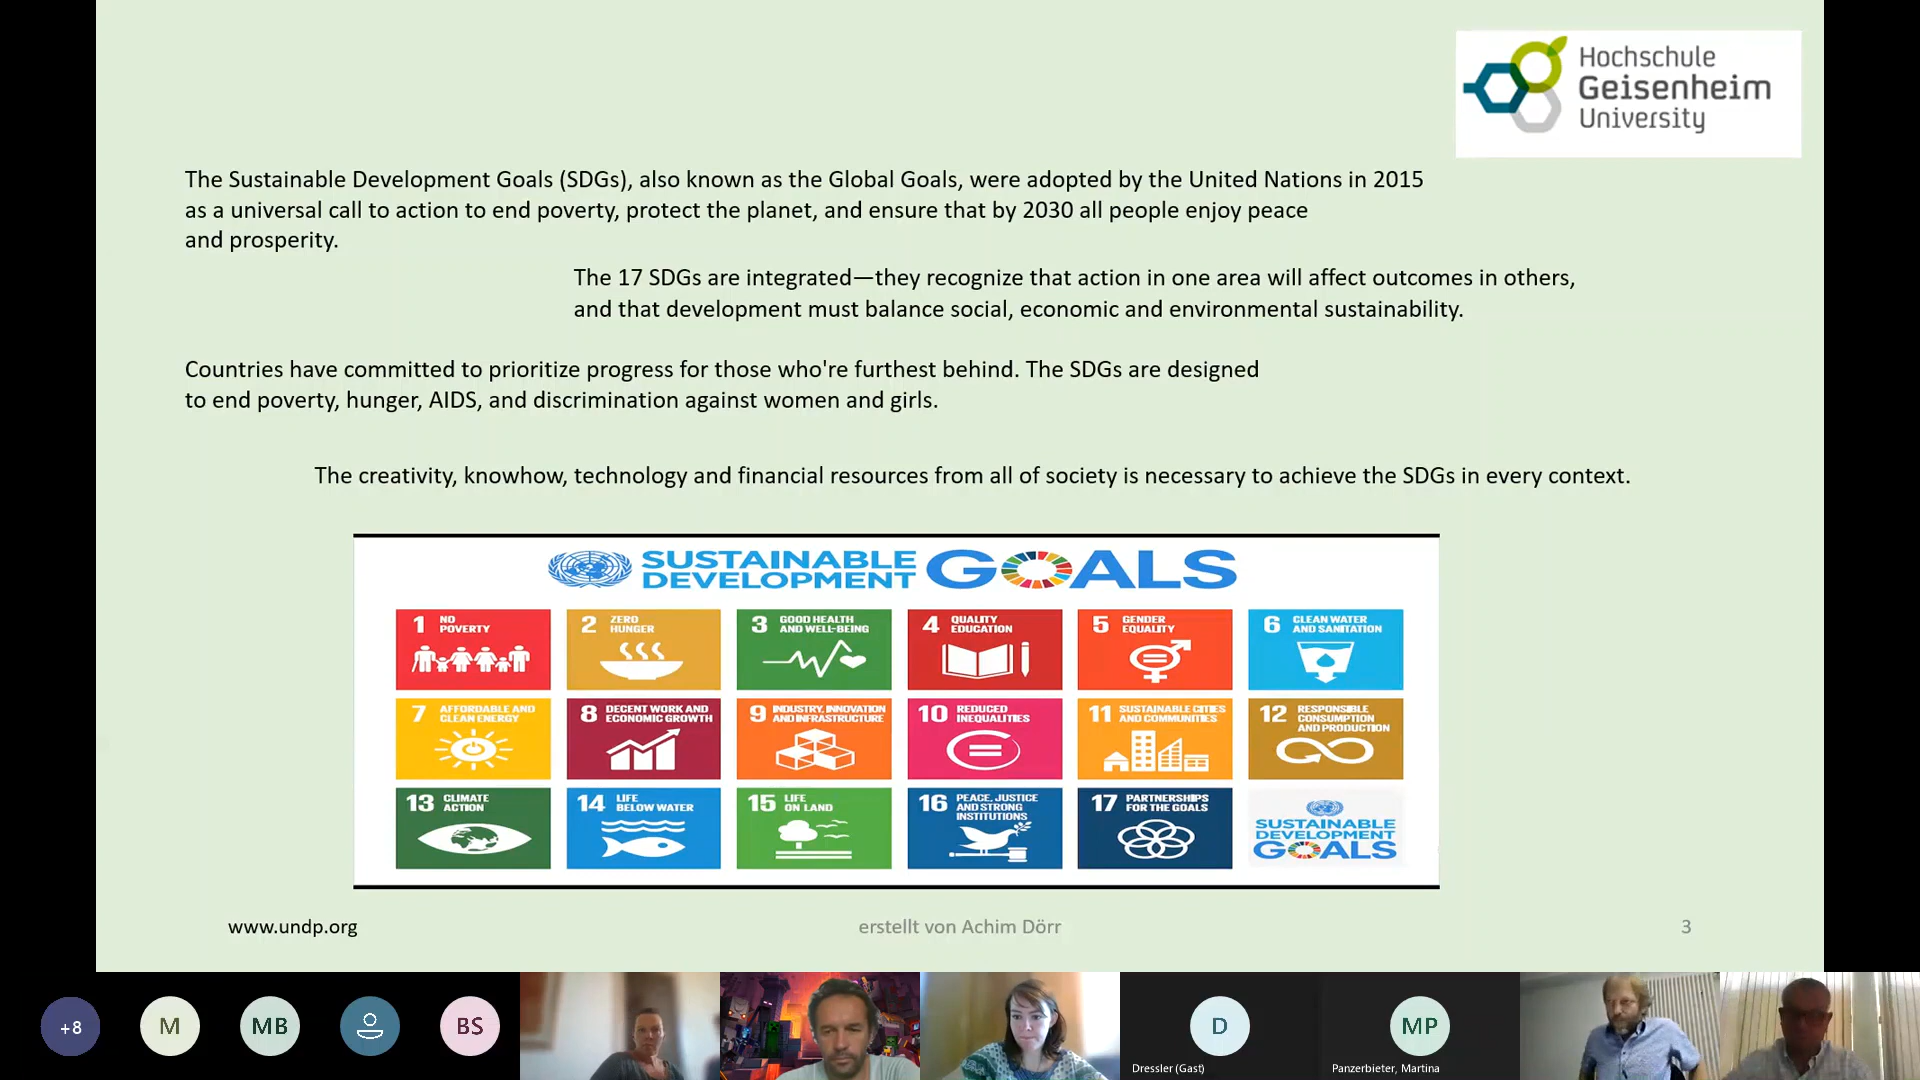 Hochschule
Geisenheim
University
The Sustainable Development Goals (SDGs), also known as the Global Goals, were adopted by the United Nations in 2015
as a universal call to action to end poverty, protect the planet, and ensure that by 2030 all people enjoy peace
and prosperity.
The 17 SDGs are integrated—they recognize that action in one area will affect outcomes in others,
and that development must balance social, economic and environmental sustainability.
Countries have committed to prioritize progress for those who're furthest behind. The SDGs are designed
to end poverty, hunger, AIDS, and discrimination against women and girls.
The creativity, knowhow, technology and financial resources from all of society is necessary to achieve the SDGs in every context.
SUSTAINABLE
DEVELOPMENT
GOALS
1 NO
POVERTY
2 ZERO
HUNGER
3 GOOD HEALTH
AND WELL-BEING
4 QUALITY
EDUCATION
5 GENDER
EQUALITY
6 CLEAN WATER
AND SANITATION
7 AFFORDABLE AND
CLEAN ENERGY
8 DECENT WORK AND
ECONOMIC GROWTH
9 INDUSTRY, INNOVATION
AND INFRASTRUCTURE
10 REDUCED
INEQUALITIES
11 SUSTAINABLE CITIES
AND COMMUNITIES
12 RESPONSIBLE
CONSUMPTION
AND PRODUCTION
13 CLIMATE
ACTION
14 LIFE
BELOW WATER
15 LIFE
ON LAND
16 PEACE, JUSTICE
AND STRONG
INSTITUTIONS
17 PARTNERSHIPS
FOR THE GOALS
SUSTAINABLE
DEVELOPMENT
GOALS
www.undp.org
erstellt von Achim Dörr
3
+8
M
MB
BS
D
Dressler (Gast)
MP
Panzerbieter, Martina